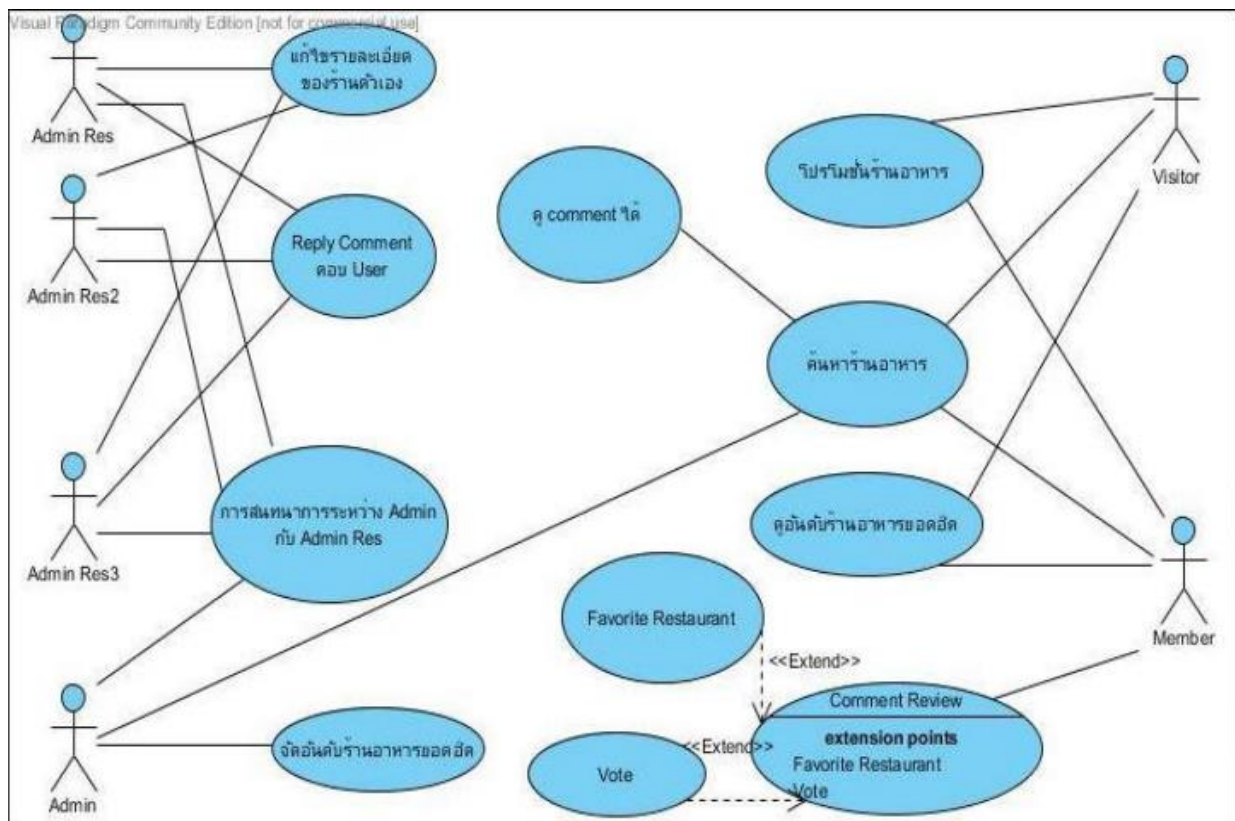 Visual Paradigm Community Edition [not for commercial use]
Admin Res
แก้ไขรายละเอียด
ของร้านตัวเอง
Visitor
โปรโมชั่นร้านอาหาร
Admin Res2
Reply Comment
ตอบ User
ดู comment ได้
ค้นหาร้านอาหาร
Admin Res3
การสนทนาการระหว่าง Admin
กับ Admin Res
ดูอันดับร้านอาหารยอดฮิต
Member
Favorite Restaurant
<<Extend>>
Comment Review
extension points
Favorite Restaurant
Vote
<<Extend>>
Vote
Admin
จัดอันดับร้านอาหารยอดฮิต